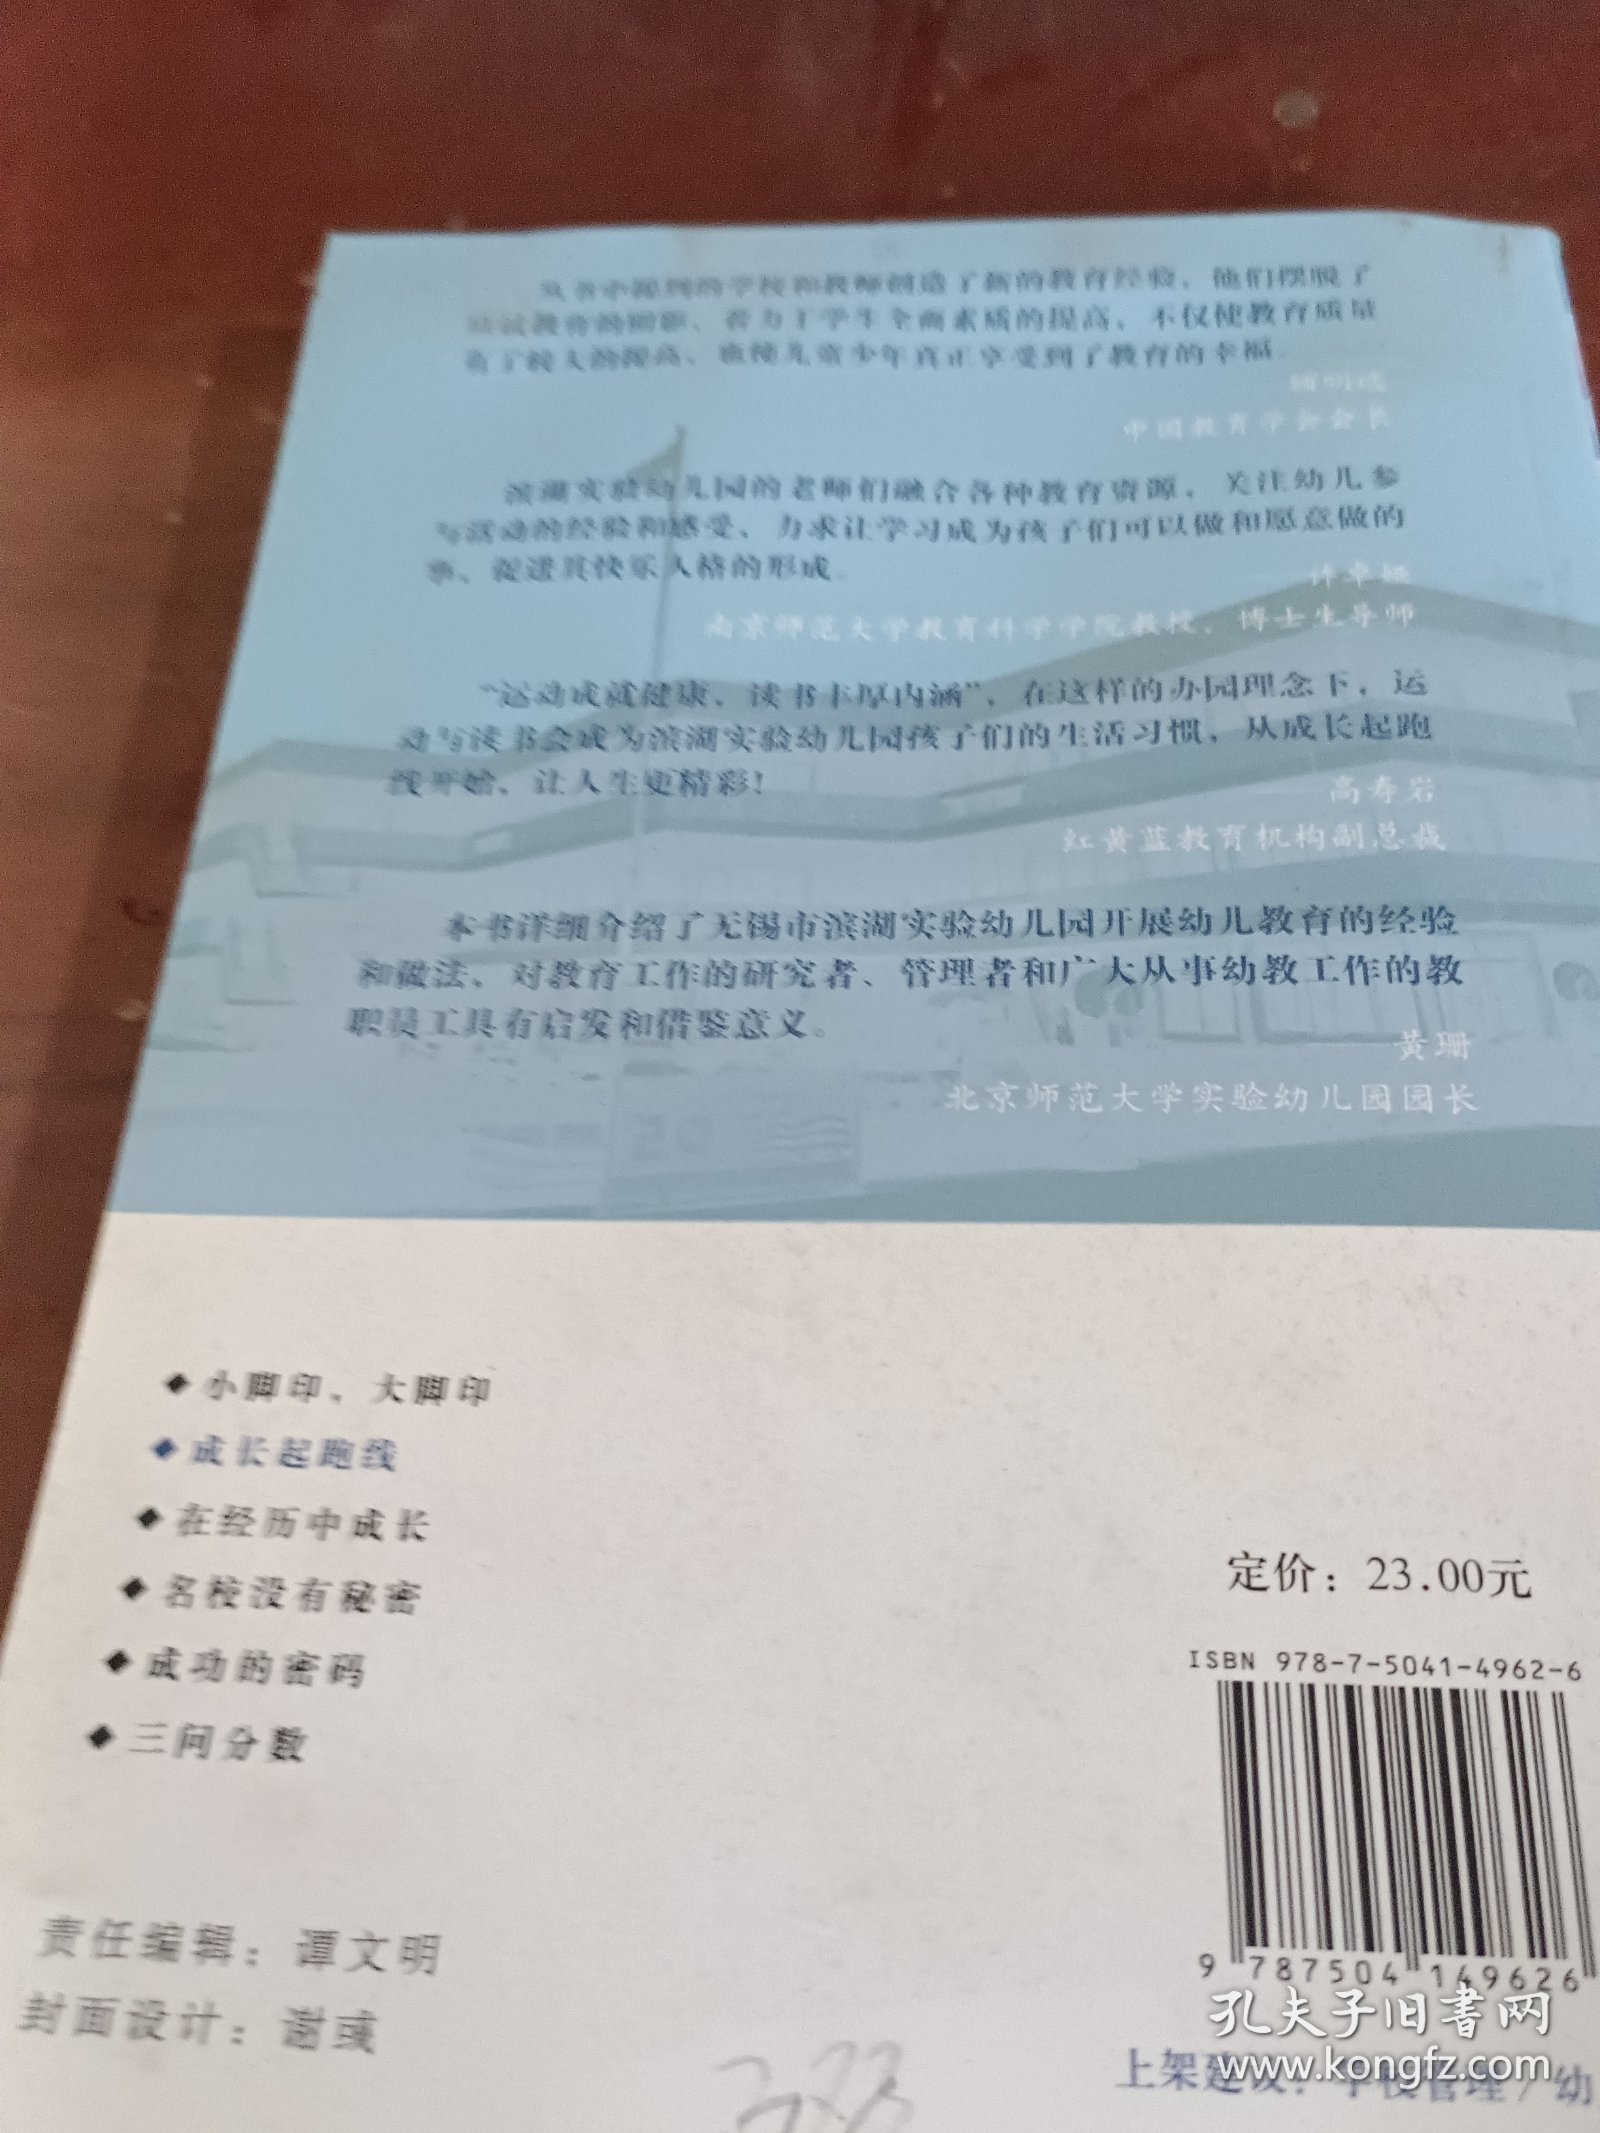 丛书中提到的学校和教师创造了新的教育经验，他们摆脱了
应试教育的阴影，着力于学生全面素质的提高，不仅使教育质量
有了较大的提高，也使儿童少年真正享受到了教育的幸福。
中国教育学会会长
滨湖实验幼儿园的老师们融合各种教育资源，关注幼儿参
与活动的经验和感受，力求让学习成为孩子们可以做和愿意做的
事，促进其快乐人格的形成。
许卓娅
南京师范大学教育科学学院教授、博士生导师
“运动成就健康，读书丰厚内涵”，在这样的办园理念下，运
动与读书会成为滨湖实验幼儿园孩子们的生活习惯，从成长起跑
线开始，让人生更精彩！
——高寿岩
红黄蓝教育机构副总裁
本书详细介绍了无锡市滨湖实验幼儿园开展幼儿教育的经验
和做法，对教育工作的研究者、管理者和广大从事幼教工作的教
职员工具有启发和借鉴意义。
——黄珊
北京师范大学实验幼儿园园长
◆小脚印，大脚印
◆成长起跑线
◆在经历中成长
◆名校没有秘密
◆成功的密码
◆三问分数
定价：23.00元
ISBN 978-7-5041-4962-6
9 787504 149626
责任编辑：谭文明
封面设计：谢彧
上架建议：学校管理／幼
孔夫子旧书网
www.kongfz.com